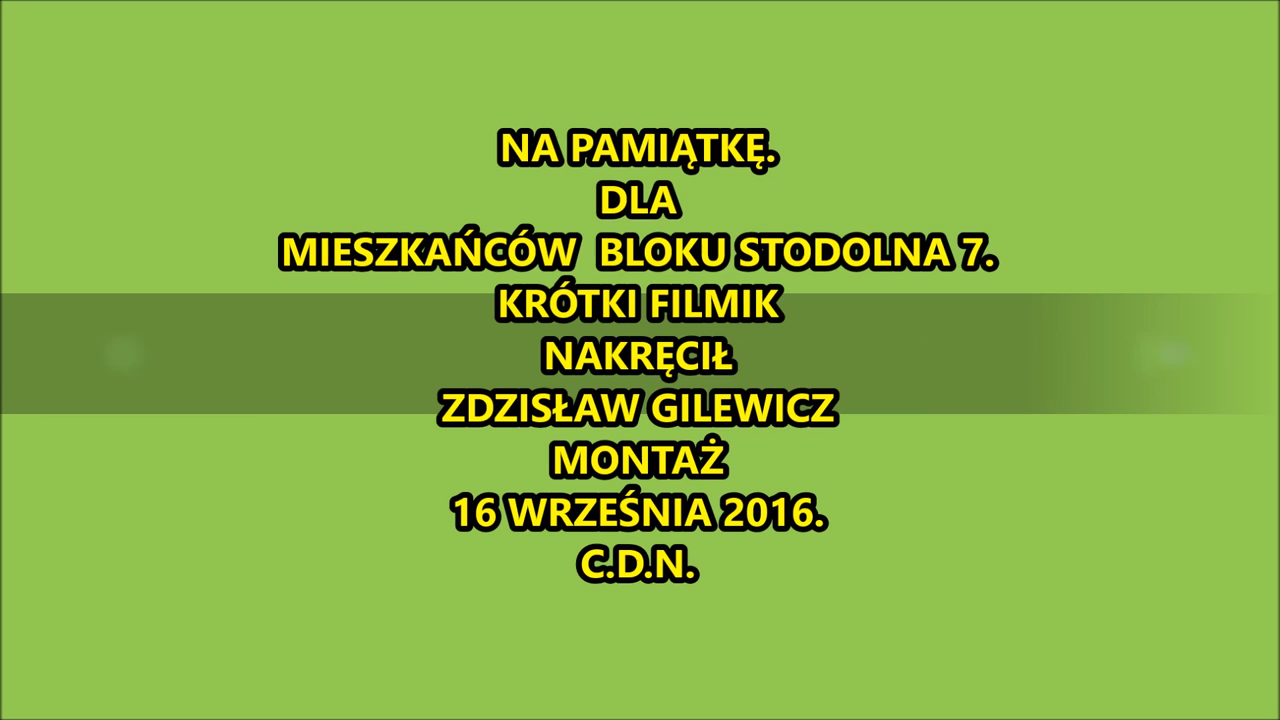 NA PAMIĄTKĘ.
DLA
MIESZKAŃCÓW BLOKU STODOLNA 7.
KRÓTKI FILMIK
NAKRĘCIŁ
ZDZISŁAW GILEWICZ
MONTAŻ
16 WRZEŚNIA 2016.
C.D.N.